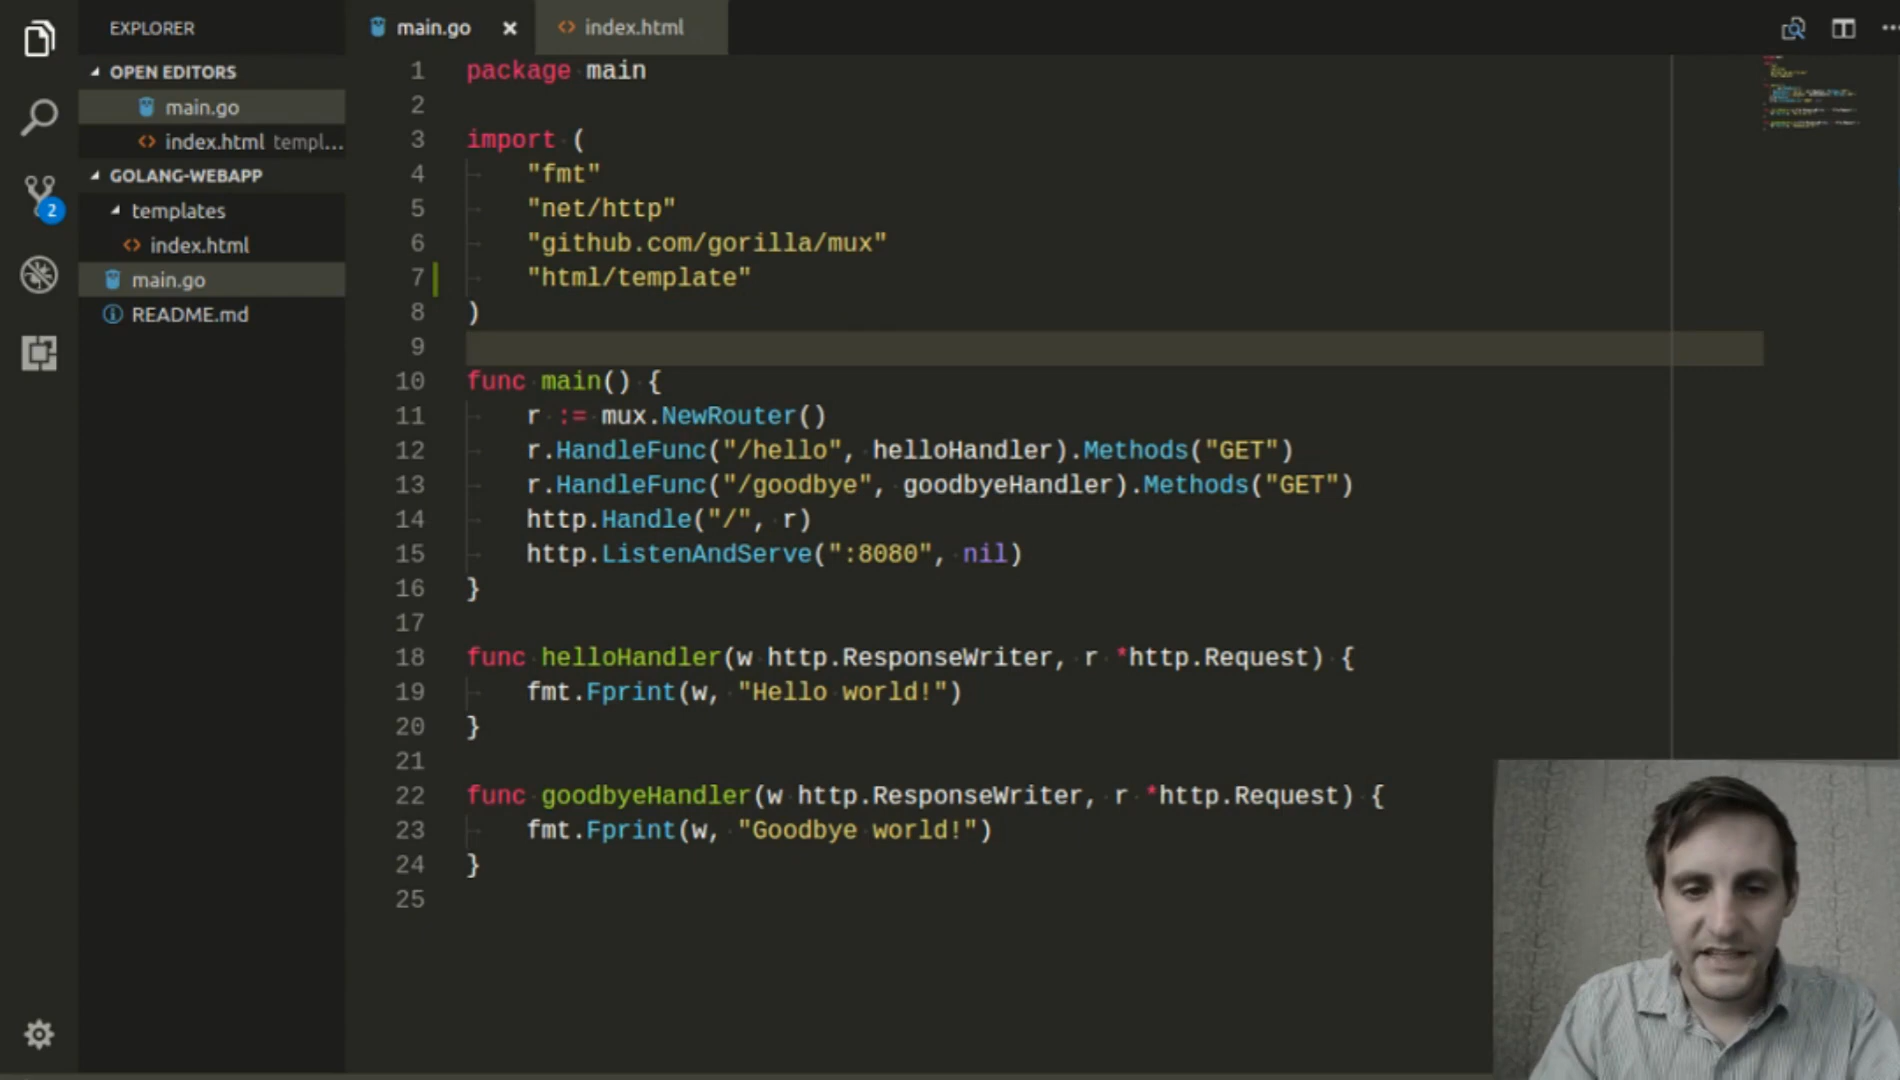 EXPLORER
OPEN EDITORS
main.go
index.html templ...
GOLANG-WEBAPP
templates
index.html
main.go
README.md
2
main.go
index.html
1 package main
2
3 import (
4 "fmt"
5 "net/http"
6 "github.com/gorilla/mux"
7 "html/template"
8 )
9
10 func main() {
11 r := mux.NewRouter()
12 r.HandleFunc("/hello", helloHandler).Methods("GET")
13 r.HandleFunc("/goodbye", goodbyeHandler).Methods("GET")
14 http.Handle("/", r)
15 http.ListenAndServe(":8080", nil)
16 }
17
18 func helloHandler(w http.ResponseWriter, r *http.Request) {
19 fmt.Fprint(w, "Hello world!")
20 }
21
22 func goodbyeHandler(w http.ResponseWriter, r *http.Request) {
23 fmt.Fprint(w, "Goodbye world!")
24 }
25